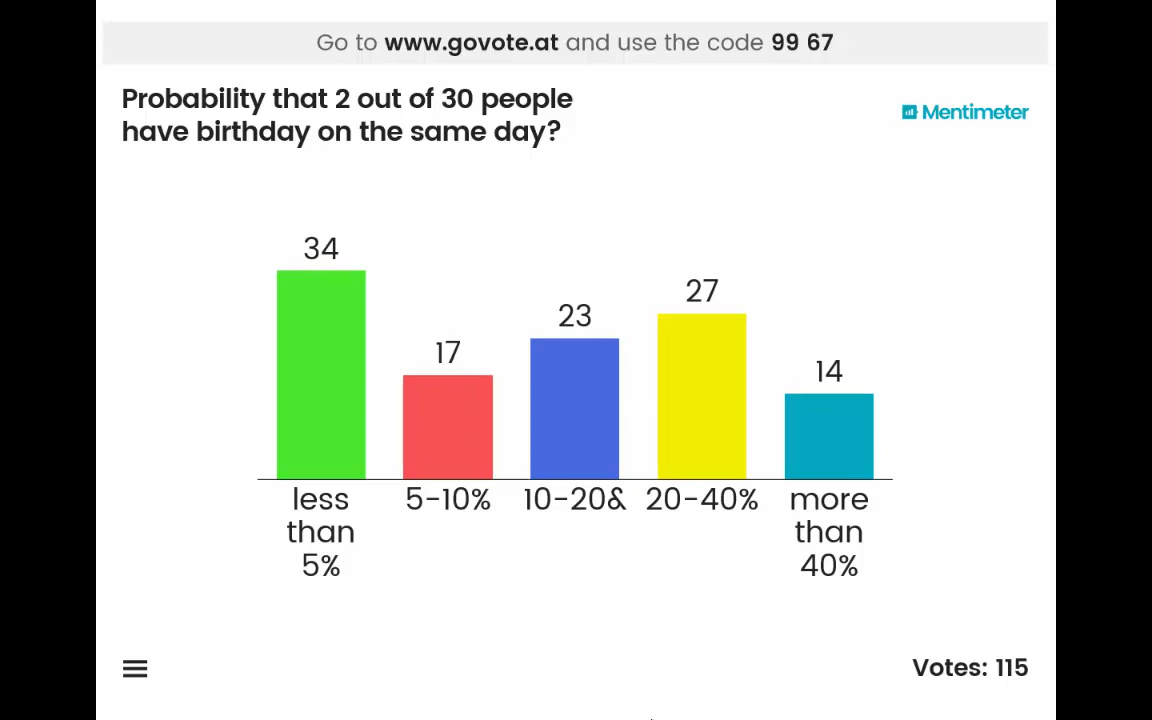 Go to www.govote.at and use the code 99 67
Probability that 2 out of 30 people
have birthday on the same day?
Mentimeter
34
17
23
27
14
less
than
5%
5-10%
10-20&
20-40%
more
than
40%
Votes: 115